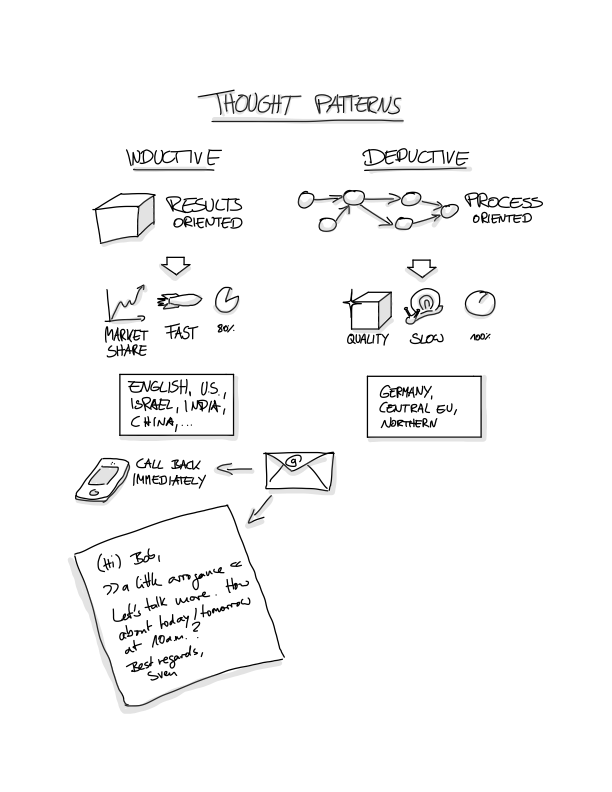 THOUGHT PATTERNS
INDUCTIVE
RESULTS
ORIENTED
MARKET
SHARE
FAST
80%
ENGLISH, U.S.,
ISRAEL, INDIA,
CHINA,...
CALL BACK
IMMEDIATELY
(Hi) Bob,
>> a little arrogance <<
Let's talk more. How
about today/tomorrow
at 10am.?
Best regards,
Sven
DEDUCTIVE
PROCESS
ORIENTED
QUALITY
SLOW
100%
GERMANY,
CENTRAL EU,
NORTHERN